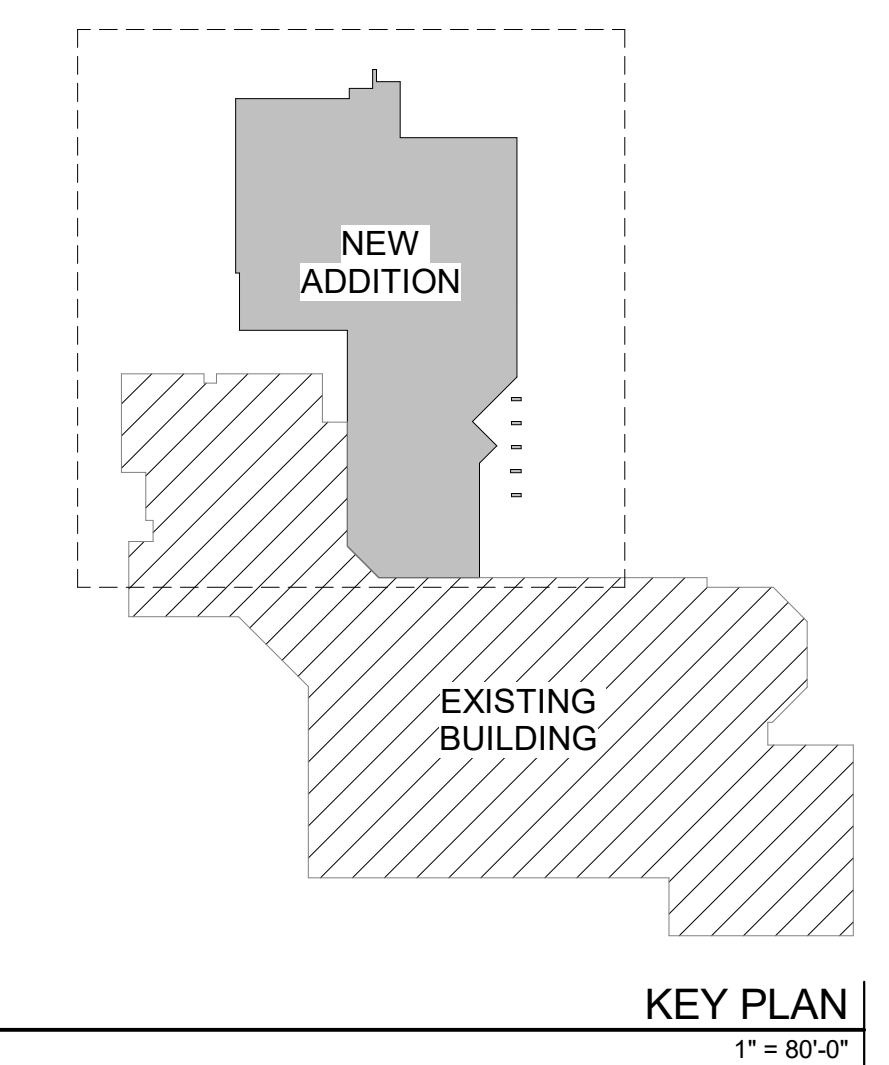 NEW
ADDITION
EXISTING
BUILDING
KEY PLAN
1" = 80'-0"